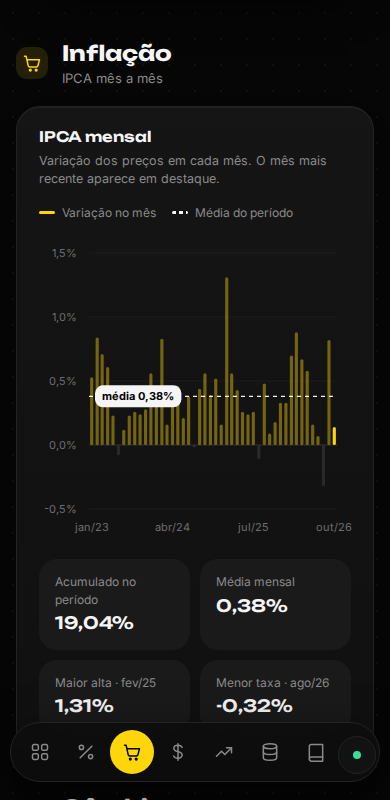 Inflação
IPCA mês a mês
IPCA mensal
Variação dos preços em cada mês. O mês mais
recente aparece em destaque.
Variação no mês
Média do período
1,5%
1,0%
0,5%
média 0,38%
0,0%
-0,5%
jan/23
abr/24
jul/25
out/26
Acumulado no
período
19,04%
Média mensal
0,38%
Maior alta · fev/25
1,31%
Menor taxa · ago/26
-0,32%